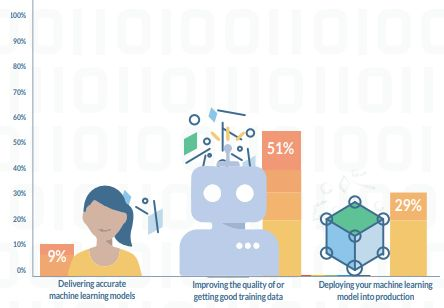 100%
90%
80%
70%
60%
50%
40%
30%
20%
10%
0%
9%
51%
29%
Delivering accurate
machine learning models
Improving the quality of or
getting good training data
Deploying your machine learning
model into production